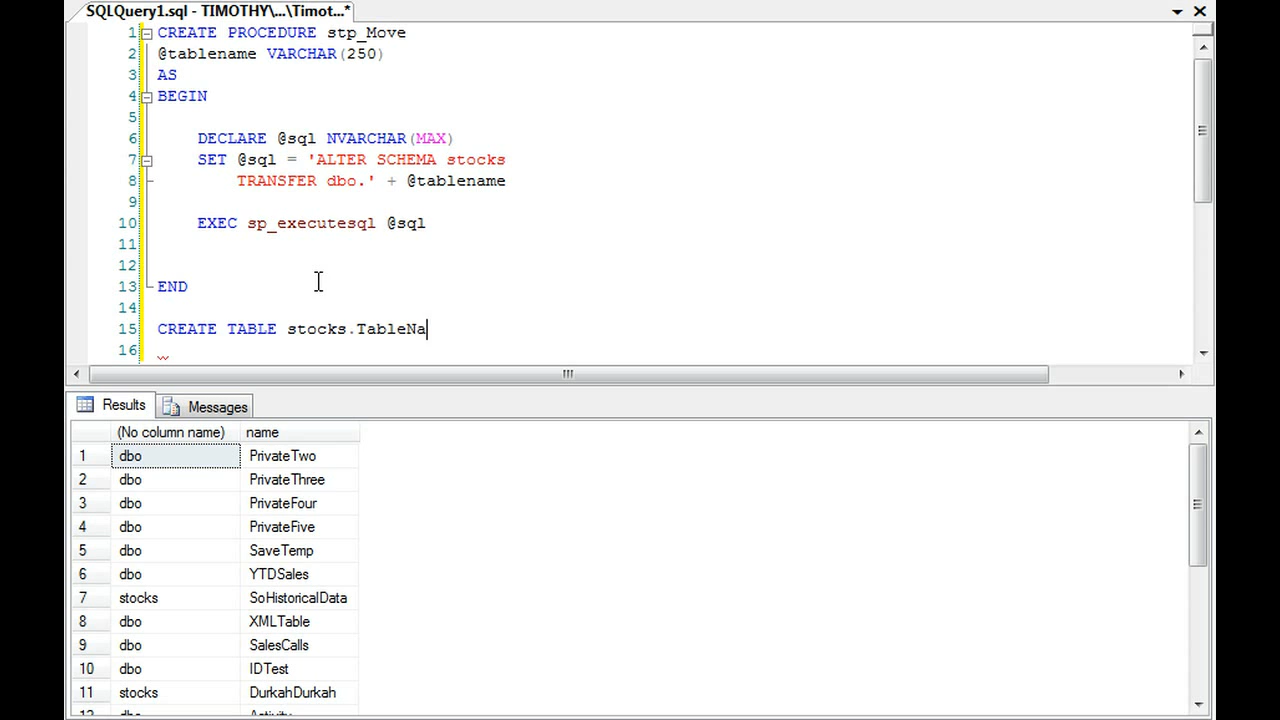 SQLQuery1.sql - TIMOTHY\...\Timot...*
1 CREATE PROCEDURE stp_Move
2 @tablename VARCHAR(250)
3 AS
4 BEGIN
5
6 DECLARE @sql NVARCHAR(MAX)
7 SET @sql = 'ALTER SCHEMA stocks
8 TRANSFER dbo.' + @tablename
9
10 EXEC sp_executesql @sql
11
12
13 END
14
15 CREATE TABLE stocks.TableNa
16
Results Messages
(No column name) name
1 dbo PrivateTwo
2 dbo PrivateThree
3 dbo PrivateFour
4 dbo PrivateFive
5 dbo SaveTemp
6 dbo YTDSales
7 stocks SoHistoricalData
8 dbo XMLTable
9 dbo SalesCalls
10 dbo IDTest
11 stocks DurkahDurkah
12 dbo Activity